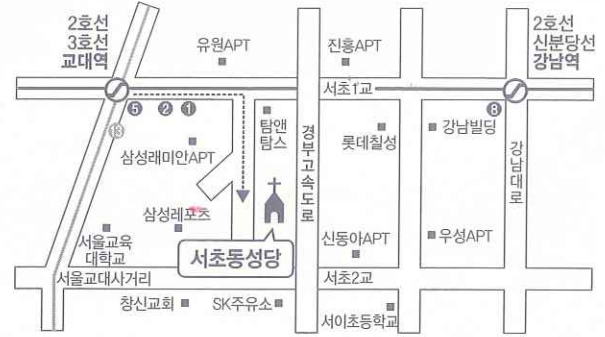 2호선
3호선
교대역
유원APT
진흥APT
2호선
신분당선
강남역
서초1교
⑤
②
①
⑧
⑬
탐앤
탐스
경부고속도로
롯데칠성
강남빌딩
강남대로
삼성래미안APT
삼성레포츠
서울교육
대학교
서초동성당
신동아APT
우성APT
서울교대사거리
서초2교
창신교회
SK주유소
서이초등학교